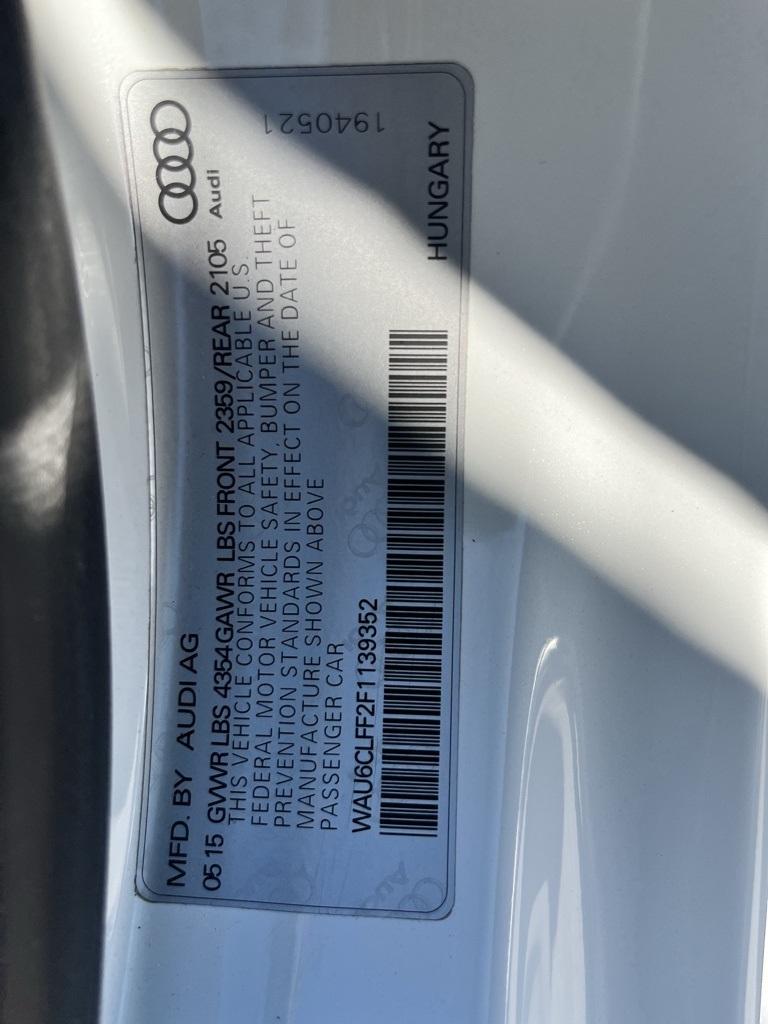 MFD. BY AUDI AG
05 15 GVWR LBS 4354 GAWR LBS FRONT 2359/REAR 2105
Audi
THIS VEHICLE CONFORMS TO ALL APPLICABLE U.S.
FEDERAL MOTOR VEHICLE SAFETY, BUMPER AND THEFT
PREVENTION STANDARDS IN EFFECT ON THE DATE OF
MANUFACTURE SHOWN ABOVE
PASSENGER CAR
1940521
WAU6CLFF2F1139352
HUNGARY